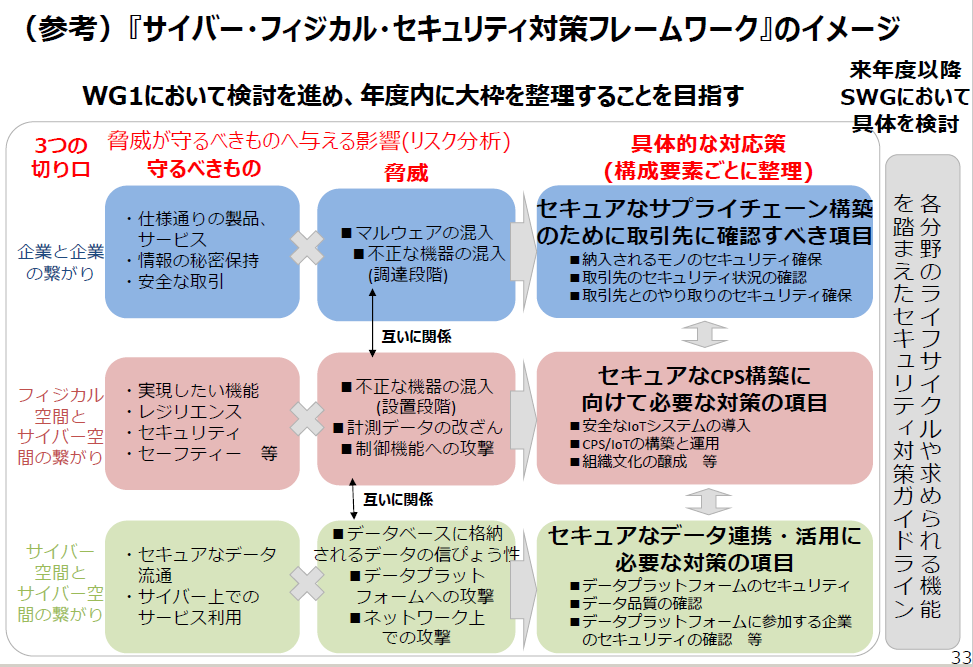 （参考）『サイバー・フィジカル・セキュリティ対策フレームワーク』のイメージ
WG1において検討を進め、年度内に大枠を整理することを目指す
来年度以降
SWGにおいて
具体を検討
3つの
切り口
脅威が守るべきものへ与える影響(リスク分析)
守るべきもの
脅威
具体的な対応策
(構成要素ごとに整理)
企業と企業
の繋がり
・仕様通りの製品、
サービス
・情報の秘密保持
・安全な取引
■マルウェアの混入
■不正な機器の混入
(調達段階)
セキュアなサプライチェーン構築
のために取引先に確認すべき項目
■納入されるモノのセキュリティ確保
■取引先のセキュリティ状況の確認
■取引先とのやり取りのセキュリティ確保
互いに関係
フィジカル
空間と
サイバー空
間の繋がり
・実現したい機能
・レジリエンス
・セキュリティ
・セーフティー　等
■不正な機器の混入
(設置段階)
■計測データの改ざん
■制御機能への攻撃
セキュアなCPS構築に
向けて必要な対策の項目
■安全なIoTシステムの導入
■CPS/IoTの構築と運用
■組織文化の醸成　等
互いに関係
サイバー
空間と
サイバー空
間の繋がり
・セキュアなデータ
流通
・サイバー上での
サービス利用
■データベースに格納
されるデータの信ぴょう性
■データプラット
フォームへの攻撃
■ネットワーク上
での攻撃
セキュアなデータ連携・活用に
必要な対策の項目
■データプラットフォームのセキュリティ
■データ品質の確認
■データプラットフォームに参加する企業
のセキュリティの確認　等
各分野のライフサイクルや求められる機能
を踏まえたセキュリティ対策ガイドライン
33